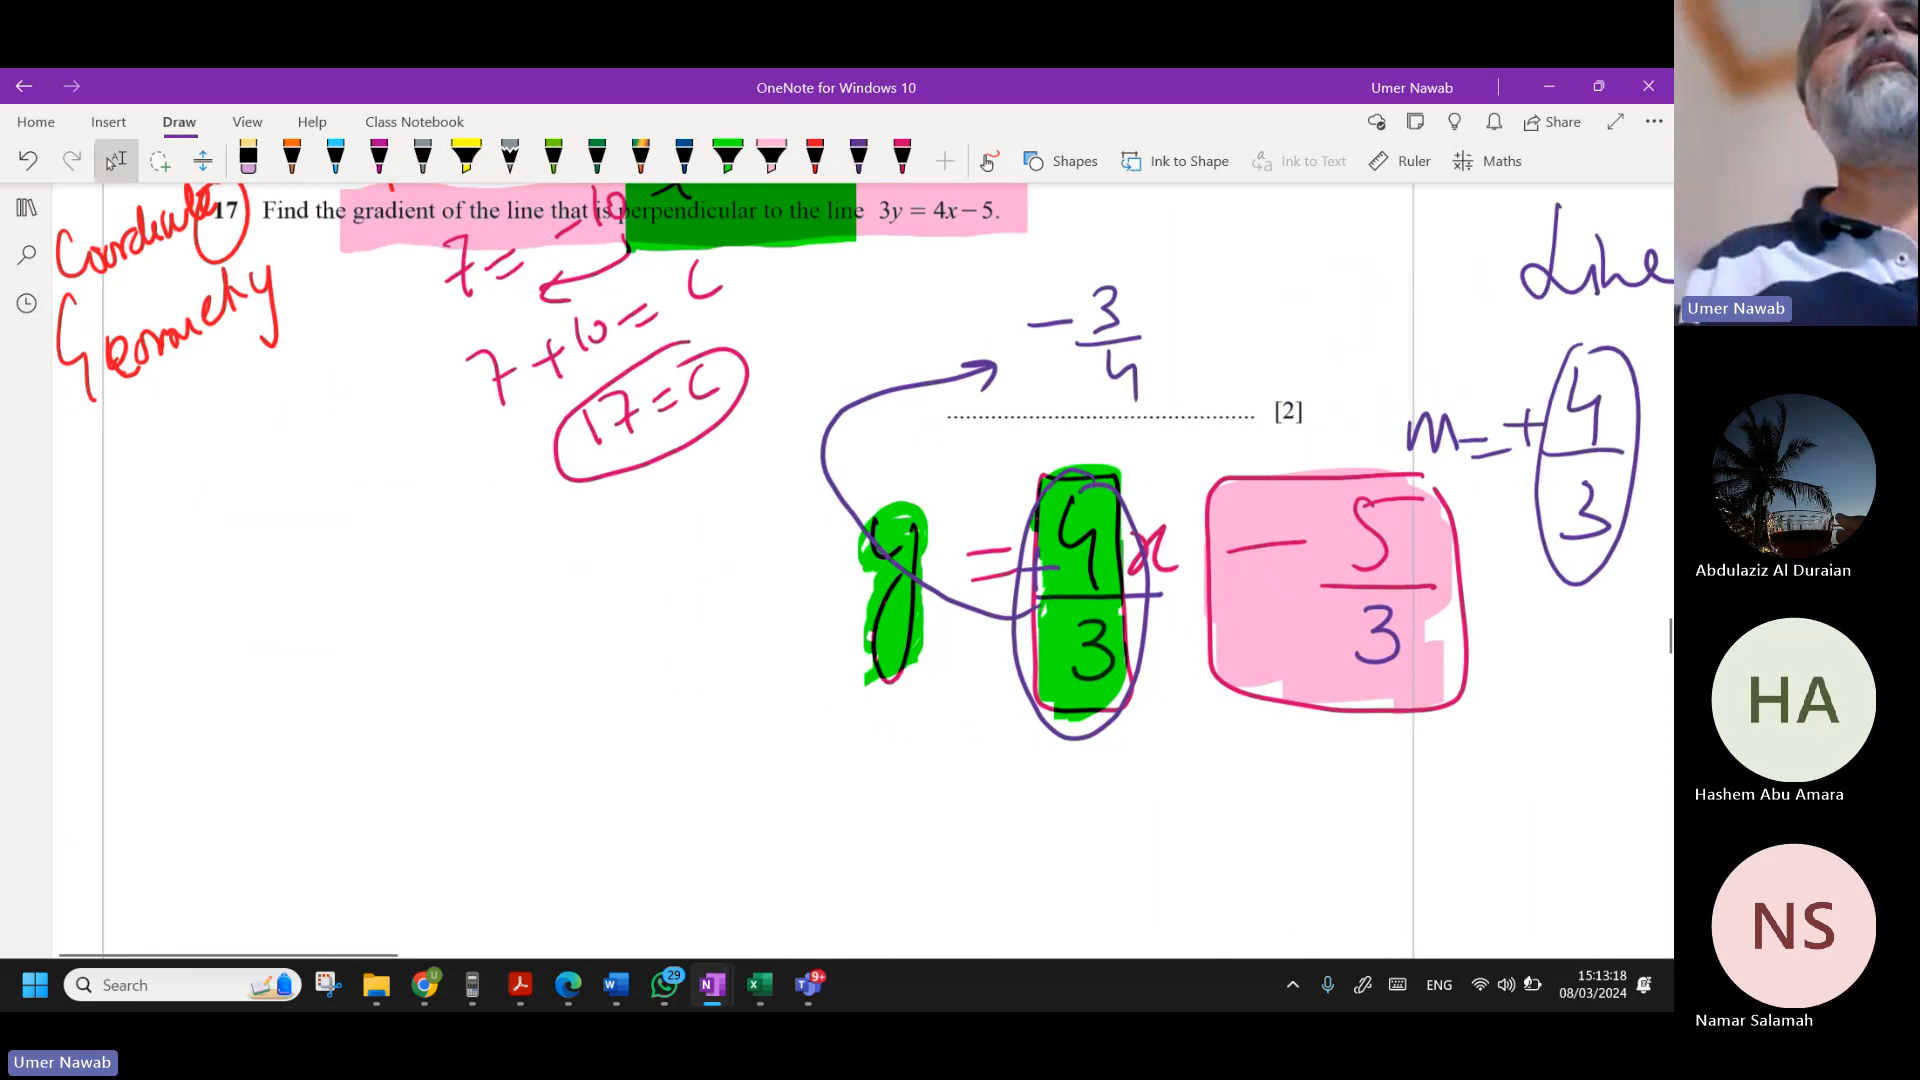 OneNote for Windows 10
Umer Nawab
Home Insert Draw View Help Class Notebook
Share
Shapes Ink to Shape Ink to Text Ruler Maths
17 Find the gradient of the line that is perpendicular to the line 3y = 4x − 5.
Coordinate
Geometry
7 = -10
C
7 + 10 =
17 = C
- 3
4
[2]
Line
m = + 4
3
y = 4 x - 5
3 3
Umer Nawab
Abdulaziz Al Duraian
HA
Hashem Abu Amara
NS
Namar Salamah
Search
U
29
9+
ENG
15:13:18
08/03/2024
Umer Nawab